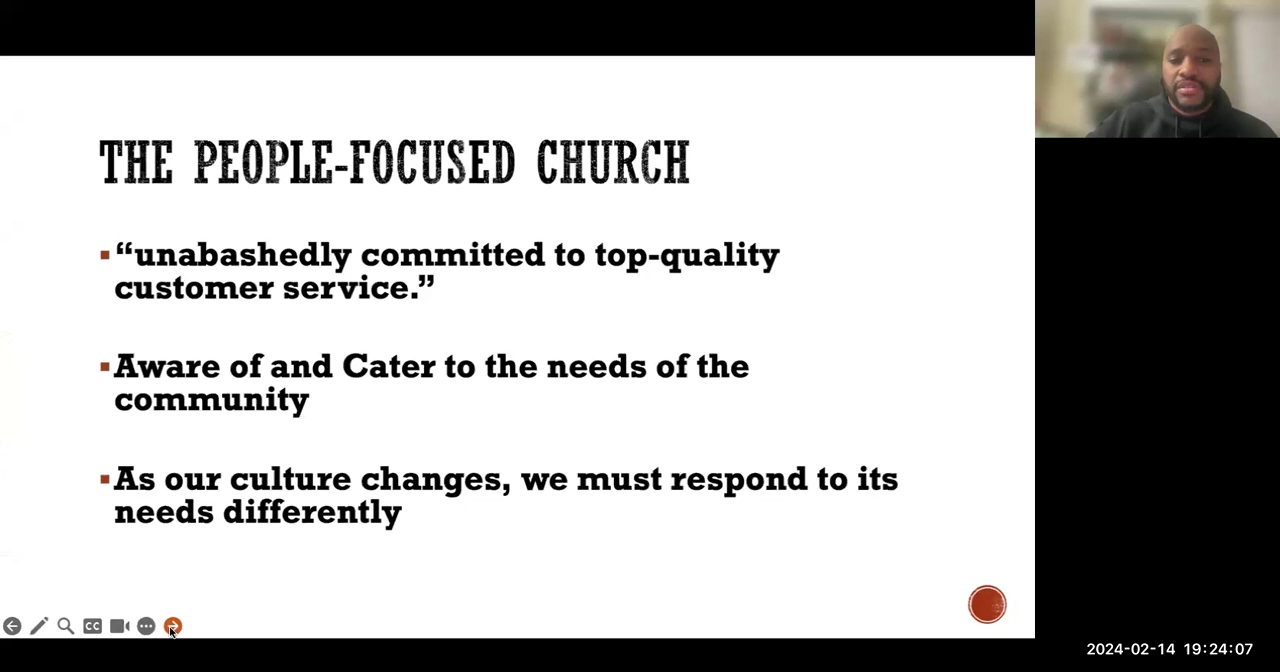 THE PEOPLE-FOCUSED CHURCH
“unabashedly committed to top-quality
customer service.”
Aware of and Cater to the needs of the
community
As our culture changes, we must respond to its
needs differently
CC
2024-02-14 19:24:07